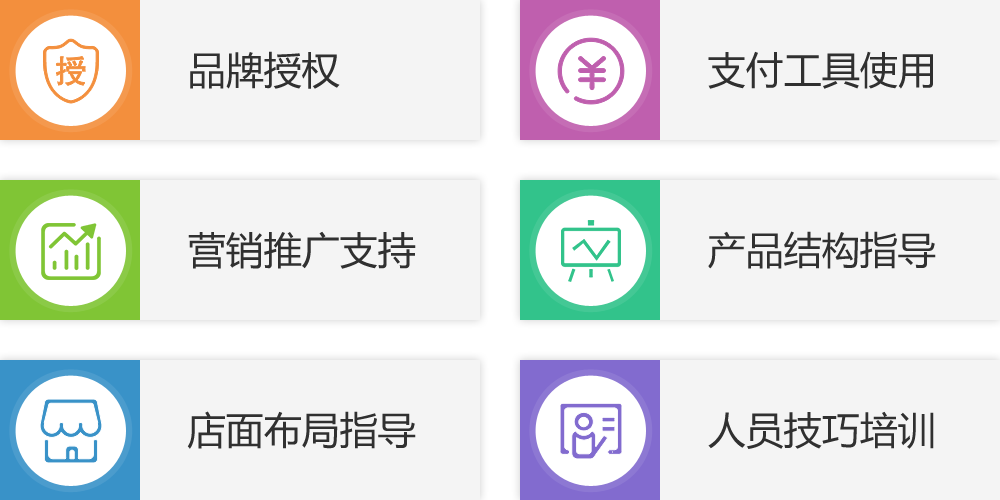 授
品牌授权
支付工具使用
营销推广支持
产品结构指导
店面布局指导
人员技巧培训